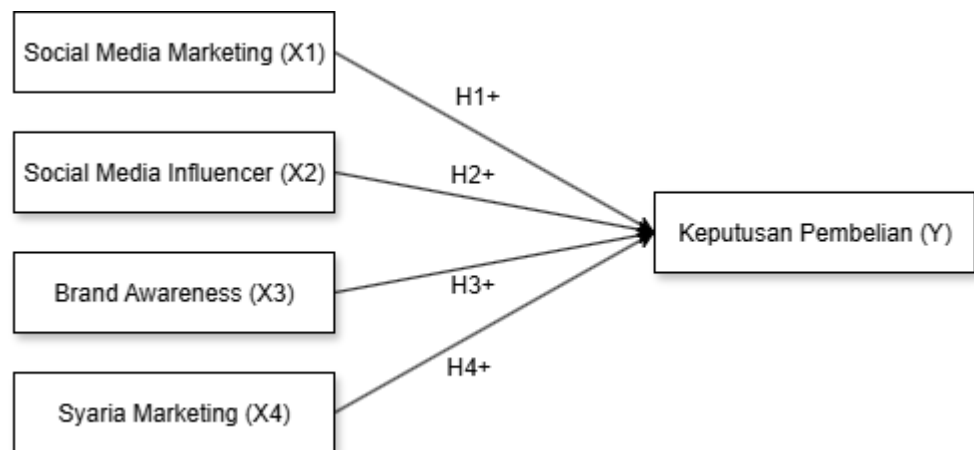 Social Media Marketing (X1)
H1+
Social Media Influencer (X2)
H2+
Keputusan Pembelian (Y)
Brand Awareness (X3)
H3+
H4+
Syaria Marketing (X4)